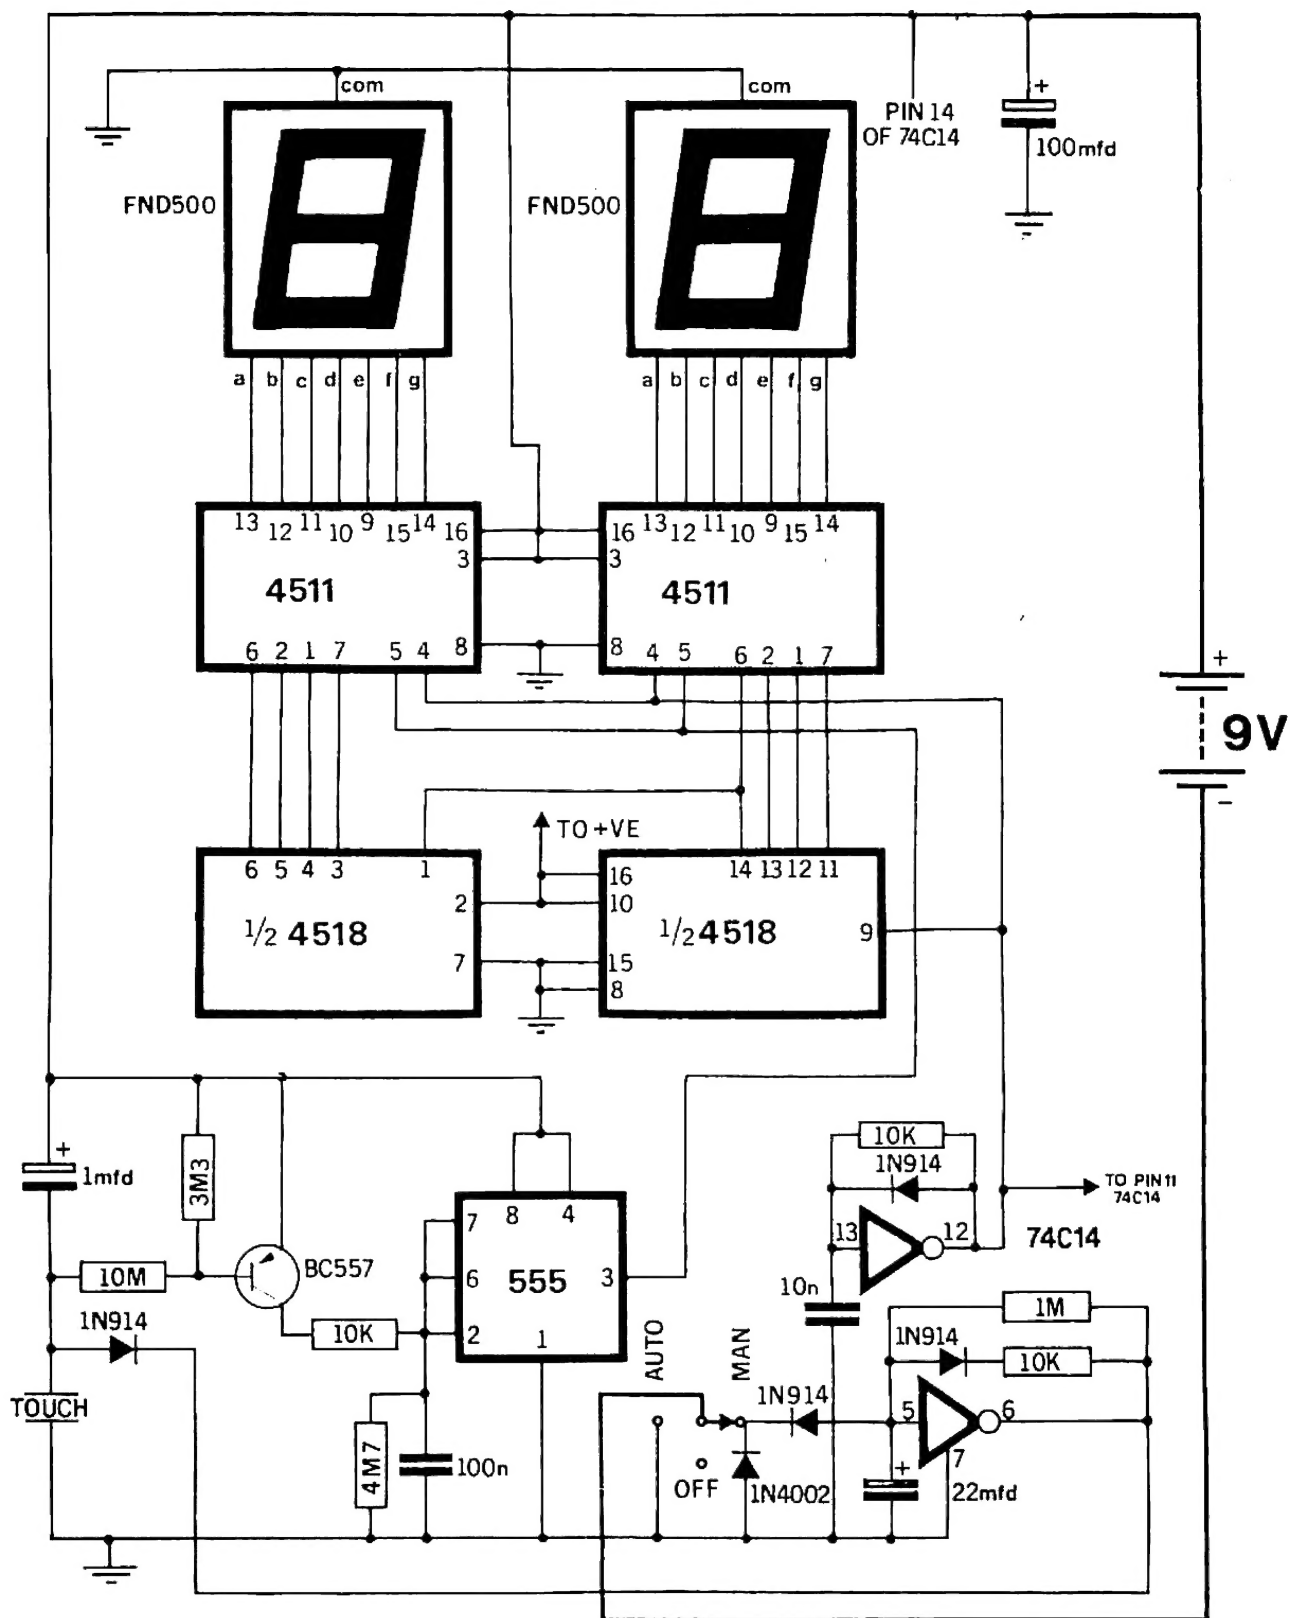 com
com
+
PIN 14
OF 74C14
100mfd
FND500
FND500
a b c d e f g
a b c d e f g
13 12 11 10 9 15 14 16
3
4511
6 2 1 7 5 4 8
16 13 12 11 10 9 15 14
3
4511
8 4 5 6 2 1 7
+
9V
−
TO +VE
6 5 4 3 1
2
½ 4518
7
16 14 13 12 11
10
½ 4518
9
15
8
+
1mfd
3M3
10M
BC557
1N914
10K
TOUCH
4M7
100n
8 4
7
6
555
3
2
1
10K
1N914
13
12
74C14
TO PIN 11
74C14
10n
1M
1N914
10K
AUTO
MAN
OFF
1N914
1N4002
5
6
7
+
22mfd